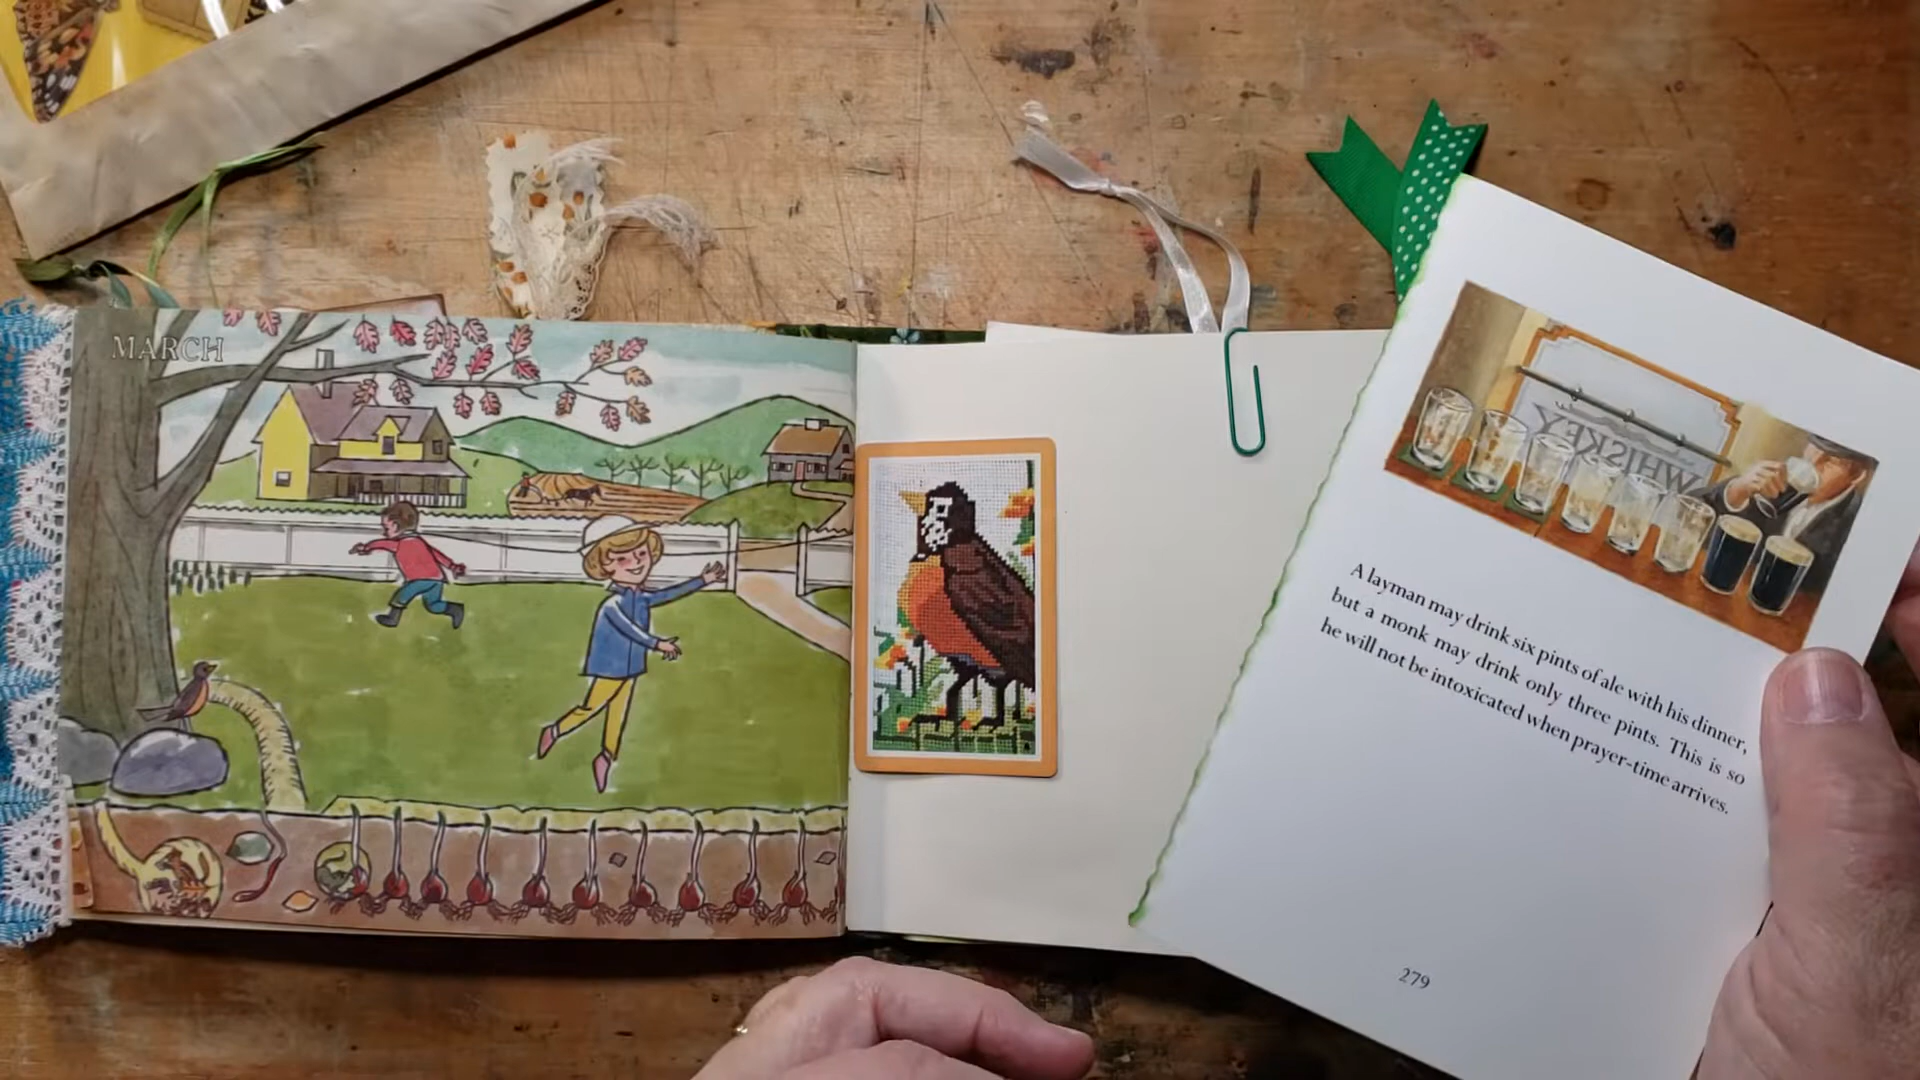 MARCH
WHISKEY
A layman may drink six pints of ale with his dinner,
but a monk may drink only three pints. This is so
he will not be intoxicated when prayer-time arrives.
279